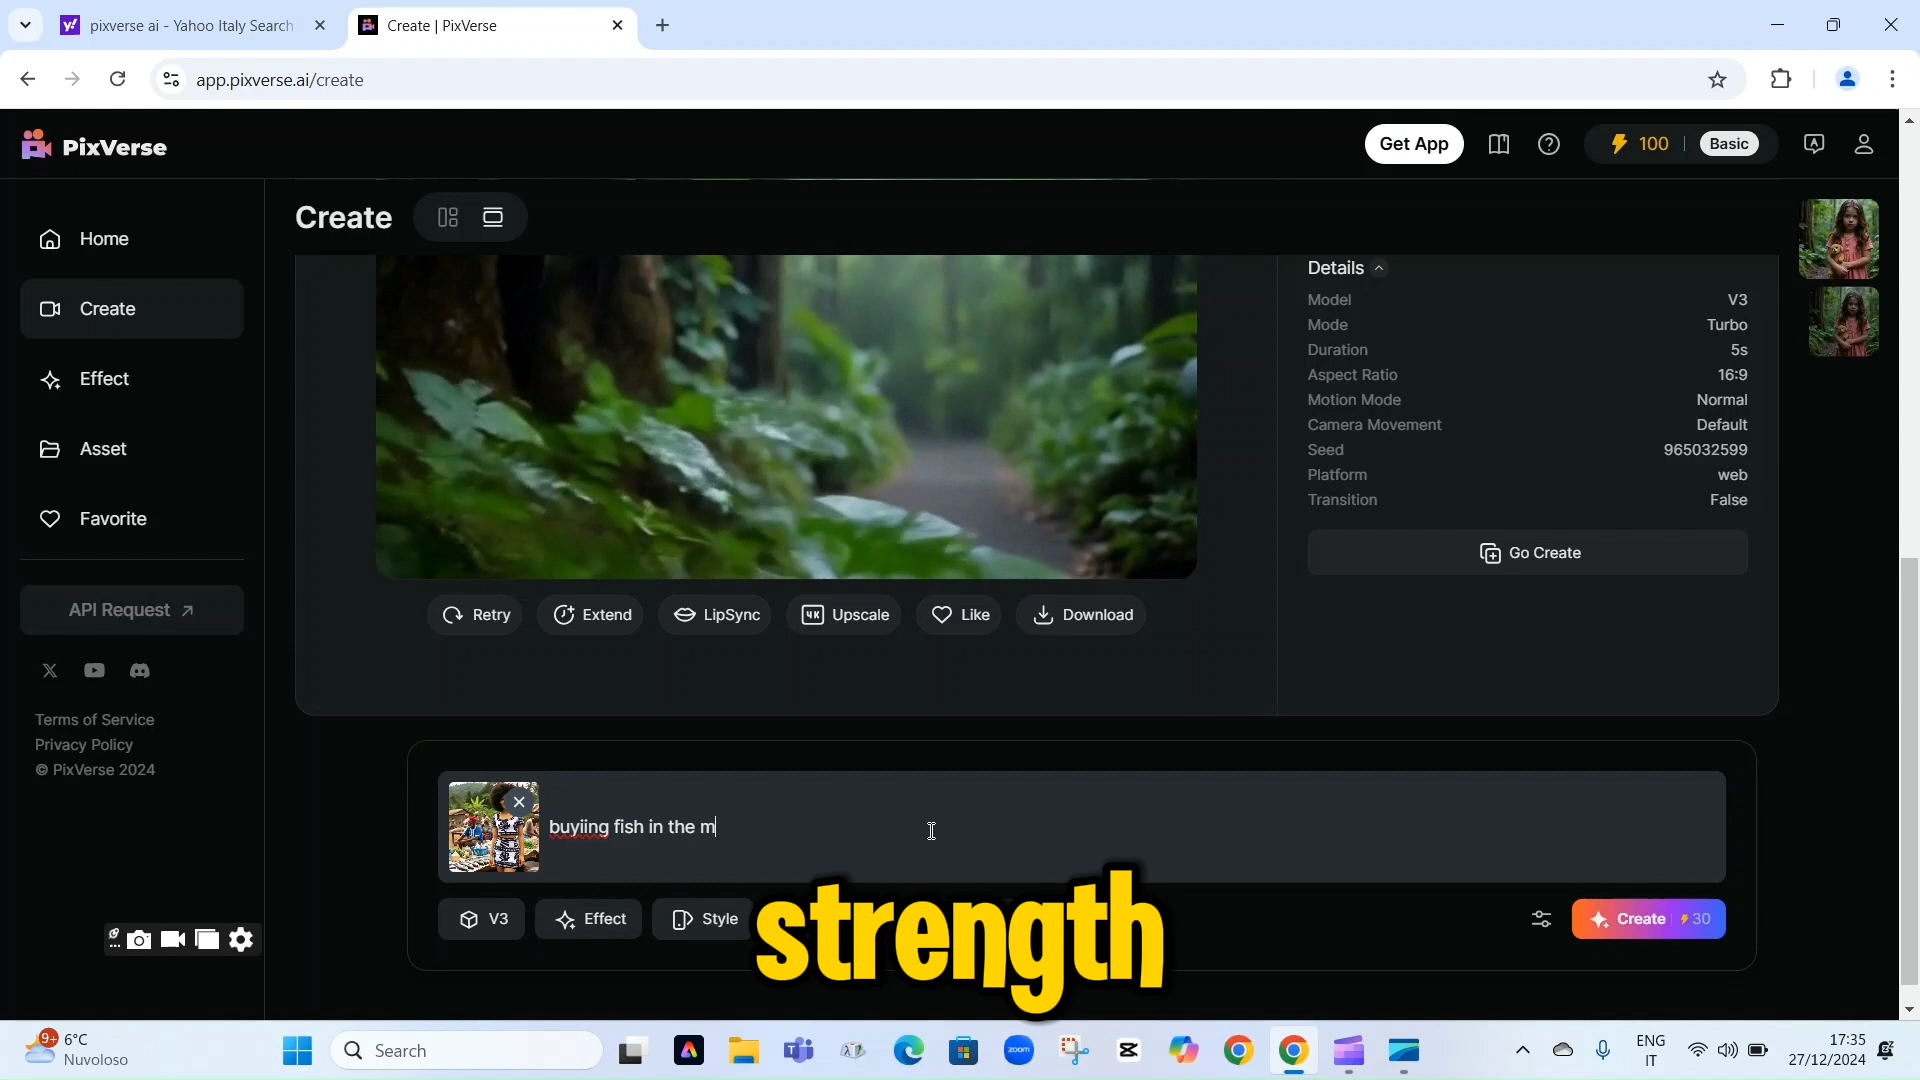 pixverse ai - Yahoo Italy Search
Create | PixVerse
app.pixverse.ai/create
PixVerse
Get App
100
Basic
Home
Create
Effect
Asset
Favorite
API Request
Terms of Service
Privacy Policy
© PixVerse 2024
Create
Details
Model V3
Mode Turbo
Duration 5s
Aspect Ratio 16:9
Motion Mode Normal
Camera Movement Default
Seed 965032599
Platform web
Transition False
Go Create
Retry
Extend
LipSync
4K Upscale
Like
Download
buyiing fish in the m
V3
Effect
Style
Create 30
strength
9+
6°C
Nuvoloso
Search
zoom
ENG
IT
17:35
27/12/2024